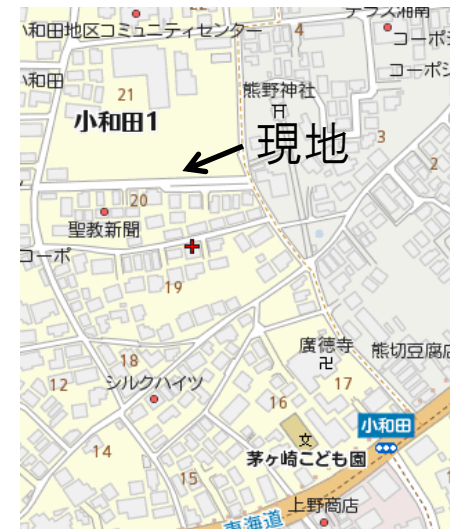 テラス湘南
小和田地区コミュニティセンター
4
コーポ
小和田
コーポシ
21
熊野神社
小和田1
現地
3
2
20
聖教新聞
コーポ
19
廣徳寺
熊切豆腐店
18
12
シルクハイツ
17
16
小和田
文
14
茅ヶ崎こども園
15
上野商店
東海道